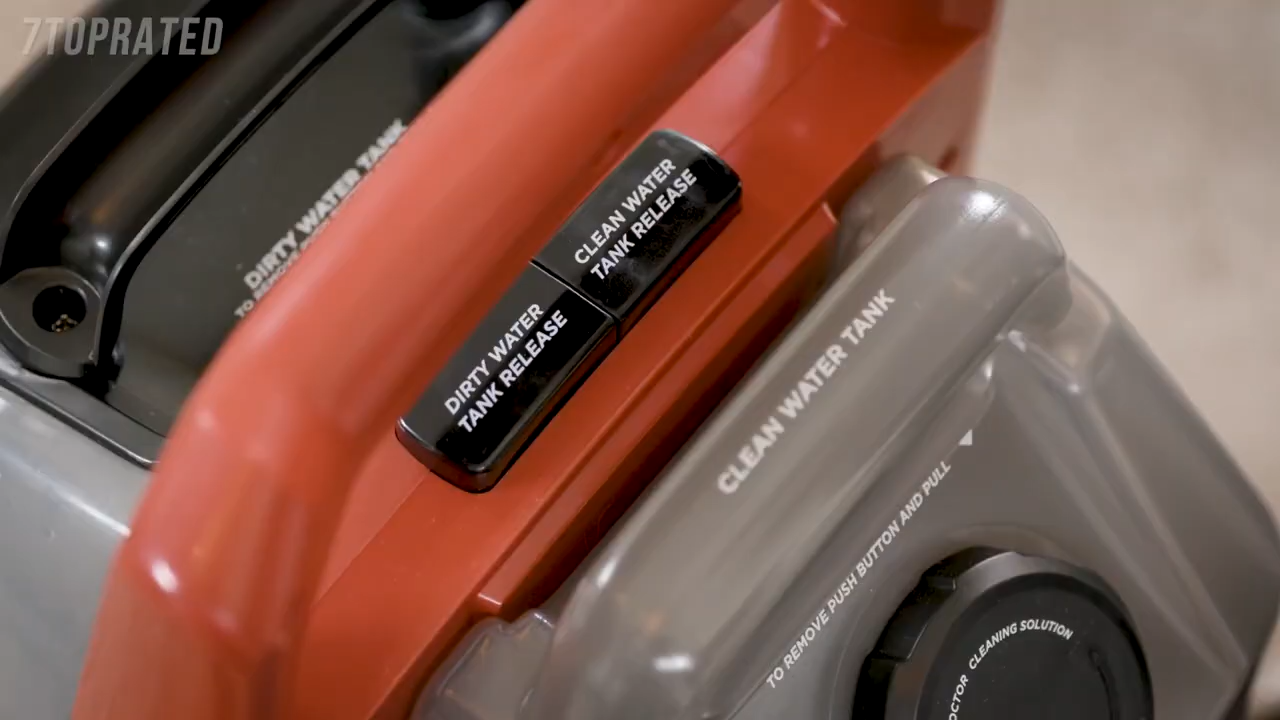 7TOPRATED
DIRTY WATER TANK
CLEAN WATER
TANK RELEASE
DIRTY WATER
TANK RELEASE
CLEAN WATER TANK
TO REMOVE PUSH BUTTON AND PULL
CLEANING SOLUTION